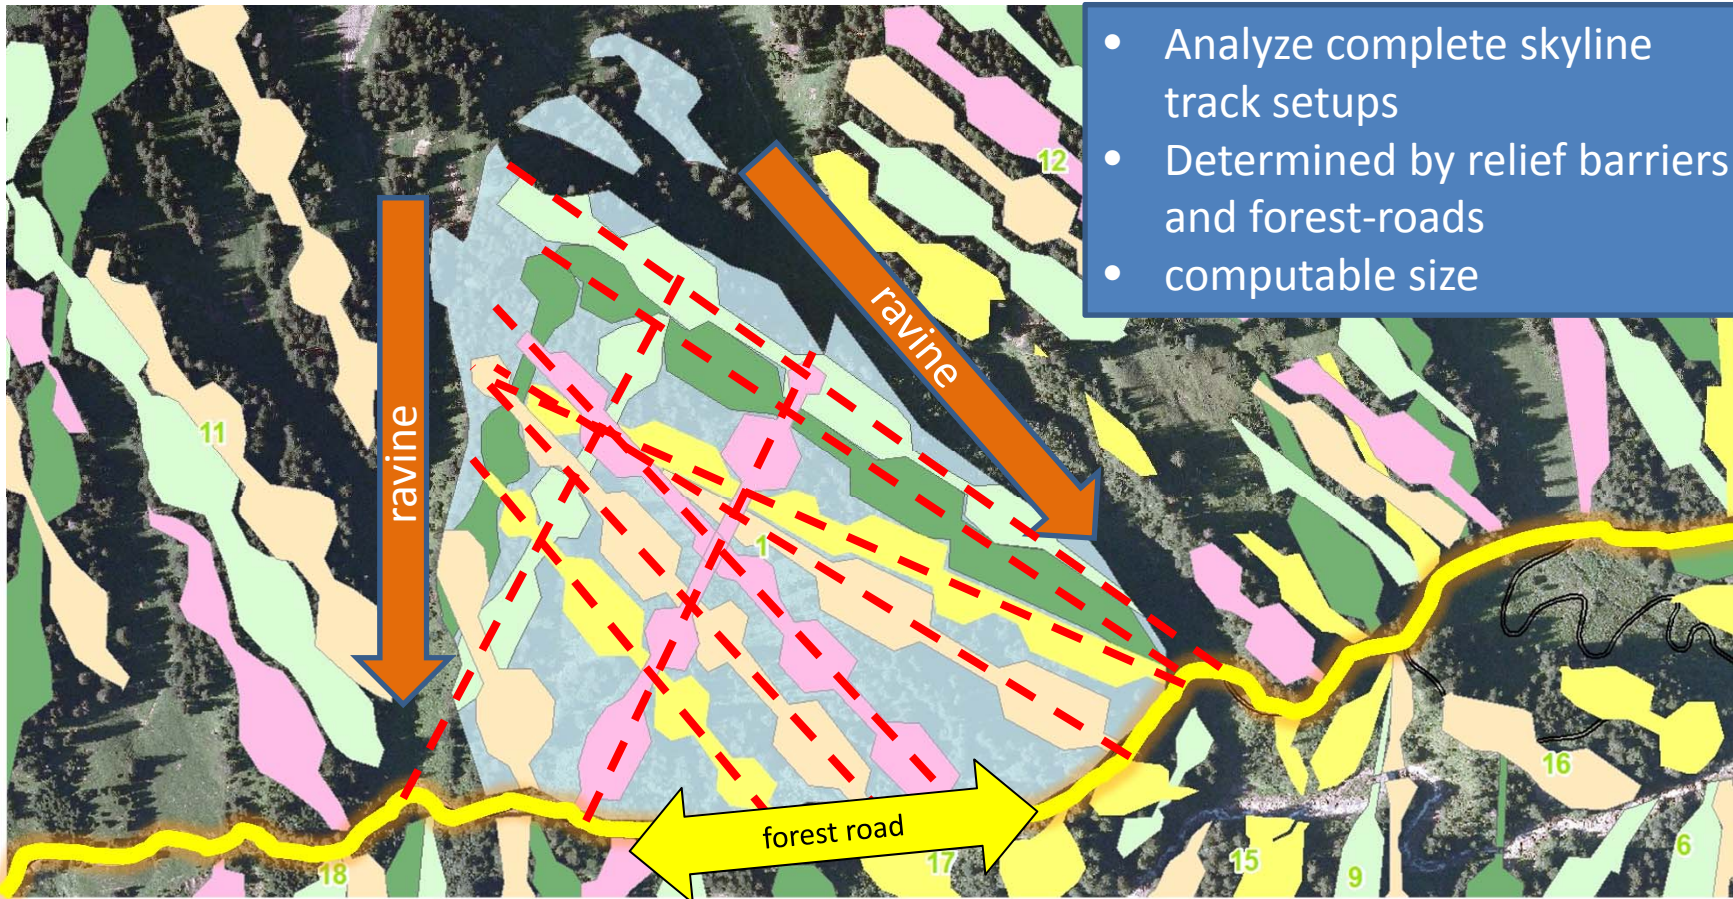 • Analyze complete skyline
track setups
• Determined by relief barriers
and forest-roads
• computable size
12
ravine
ravine
11
1
16
forest road
18
17
15
9
6